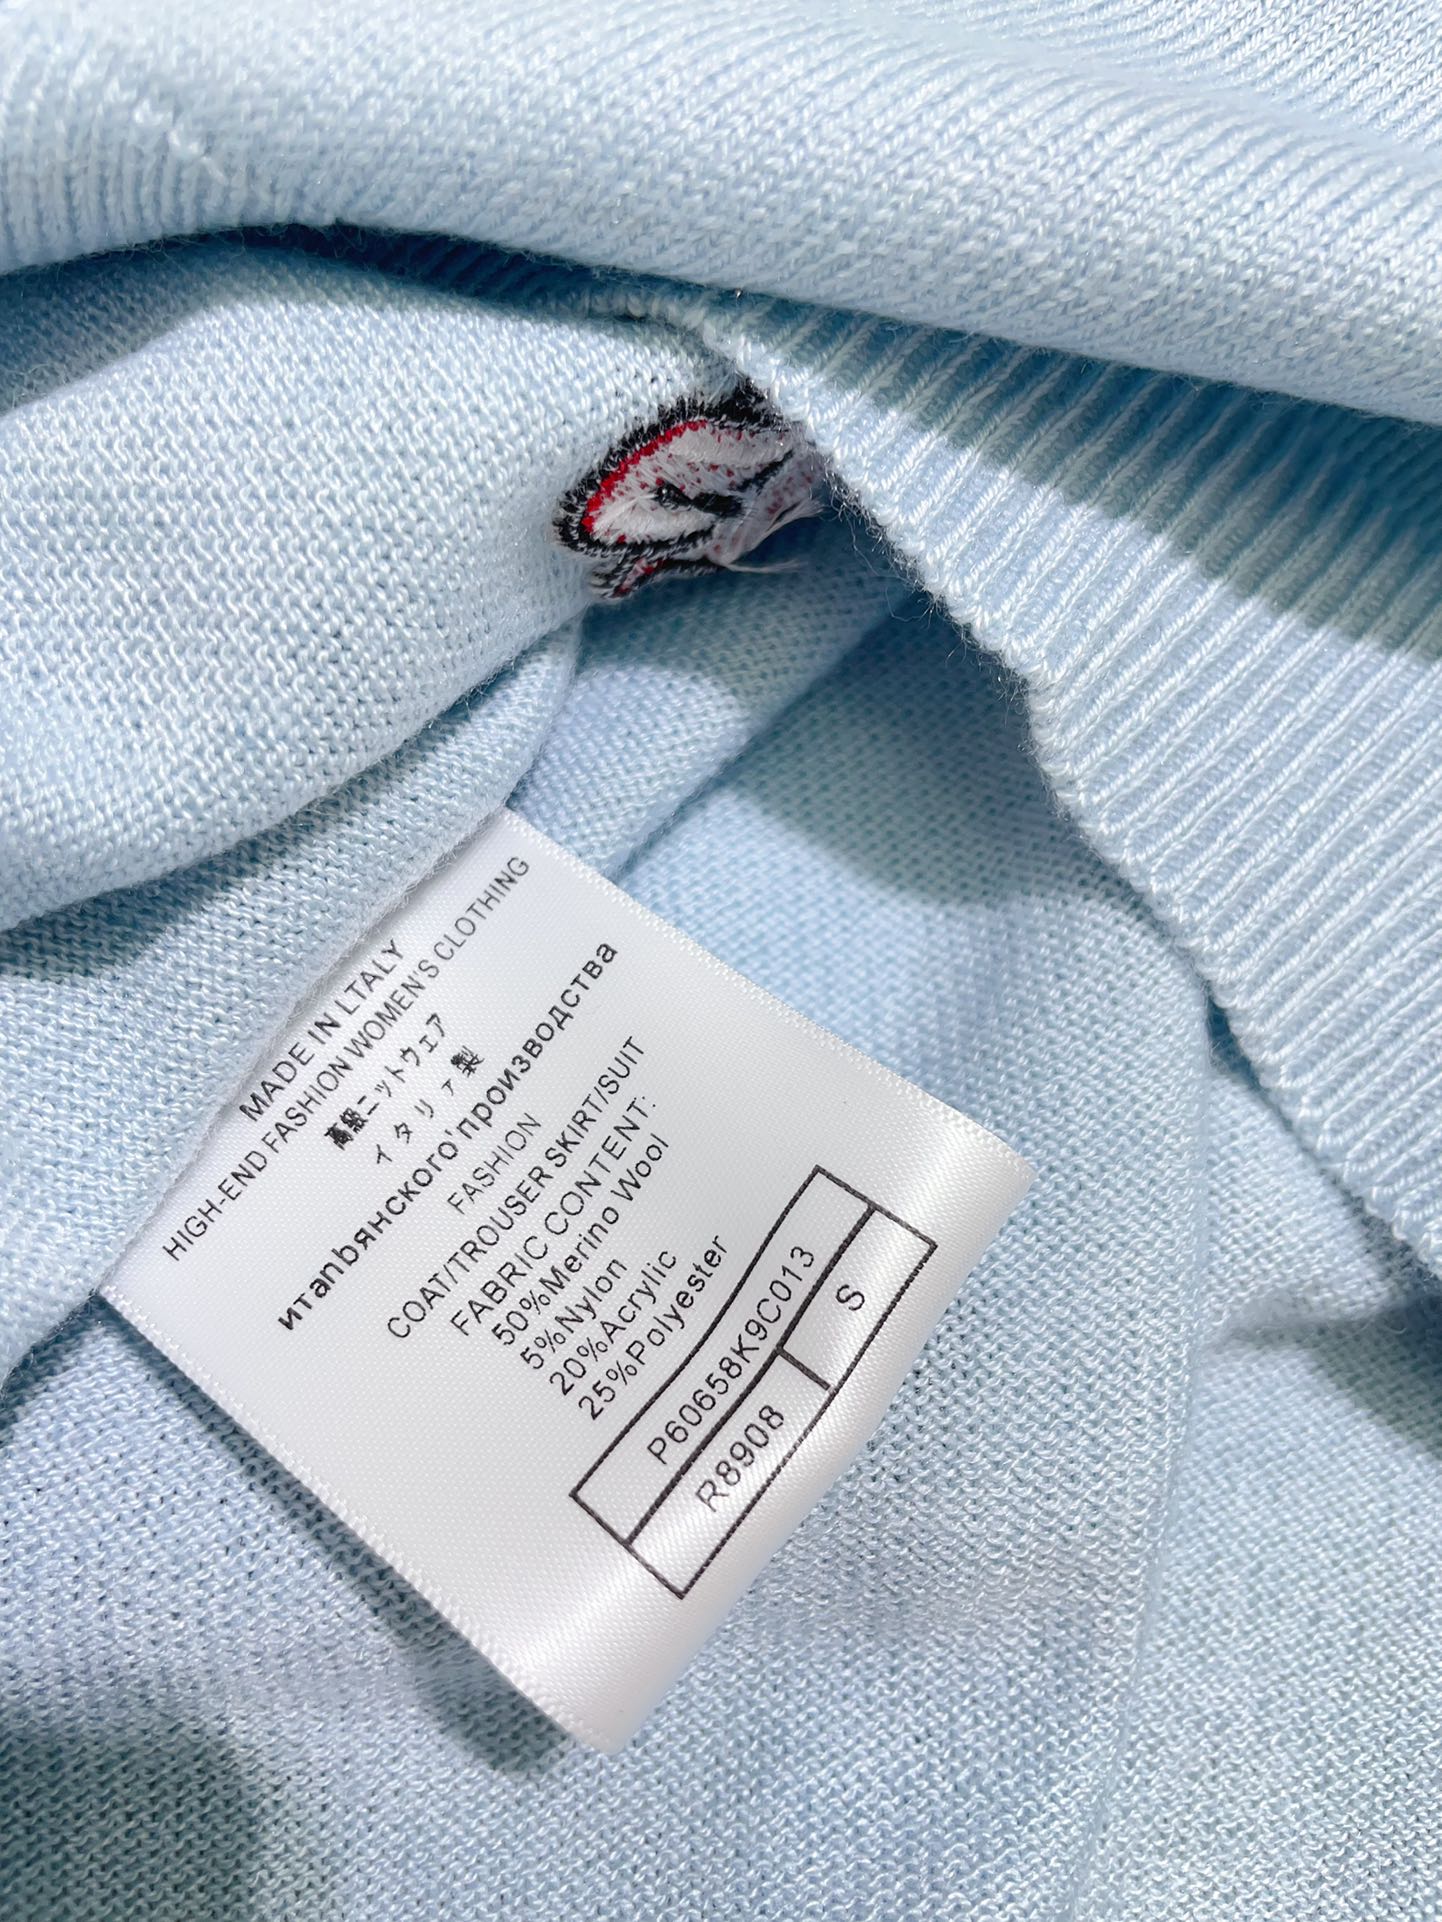 MADE IN LTALY
HIGH-END FASHION WOMEN'S CLOTHING
高級ニットウェア
イタリァ製
итаnbянского'производства
FASHION
COAT/TROUSER SKIRT/SUIT
FABRIC CONTENT:
50%Merino Wool
5%Nylon
20%Acrylic
25%Polyester
P60658K9C013
R8908 S